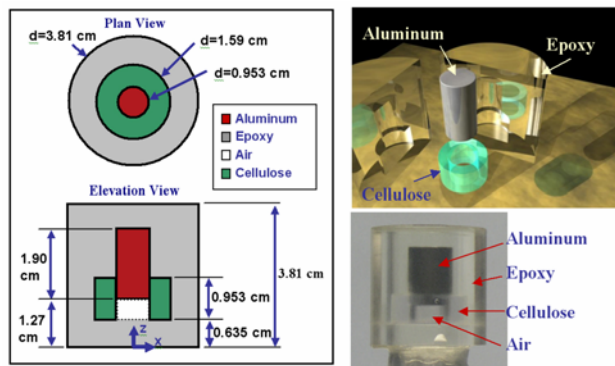 Plan View
d=3.81 cm
d=1.59 cm
d=0.953 cm
Aluminum
Epoxy
Air
Cellulose
Elevation View
1.90
cm
1.27
cm
3.81 cm
0.953 cm
0.635 cm
z
x
Aluminum
Epoxy
Cellulose
Aluminum
Epoxy
Cellulose
Air